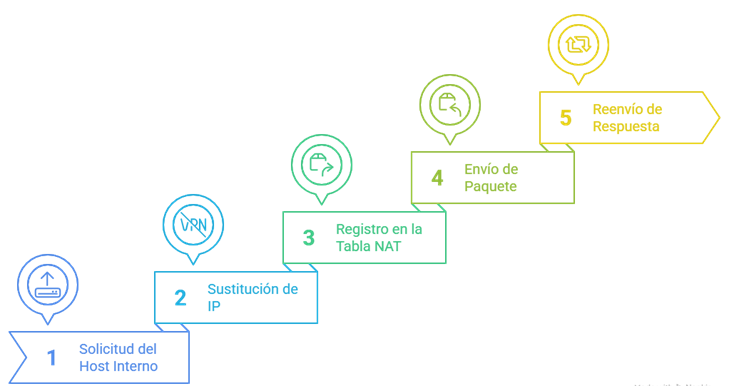 5
Reenvío de
Respuesta
4
Envío de
Paquete
3
Registro en la
Tabla NAT
VPN
2
Sustitución de
IP
1
Solicitud del
Host Interno